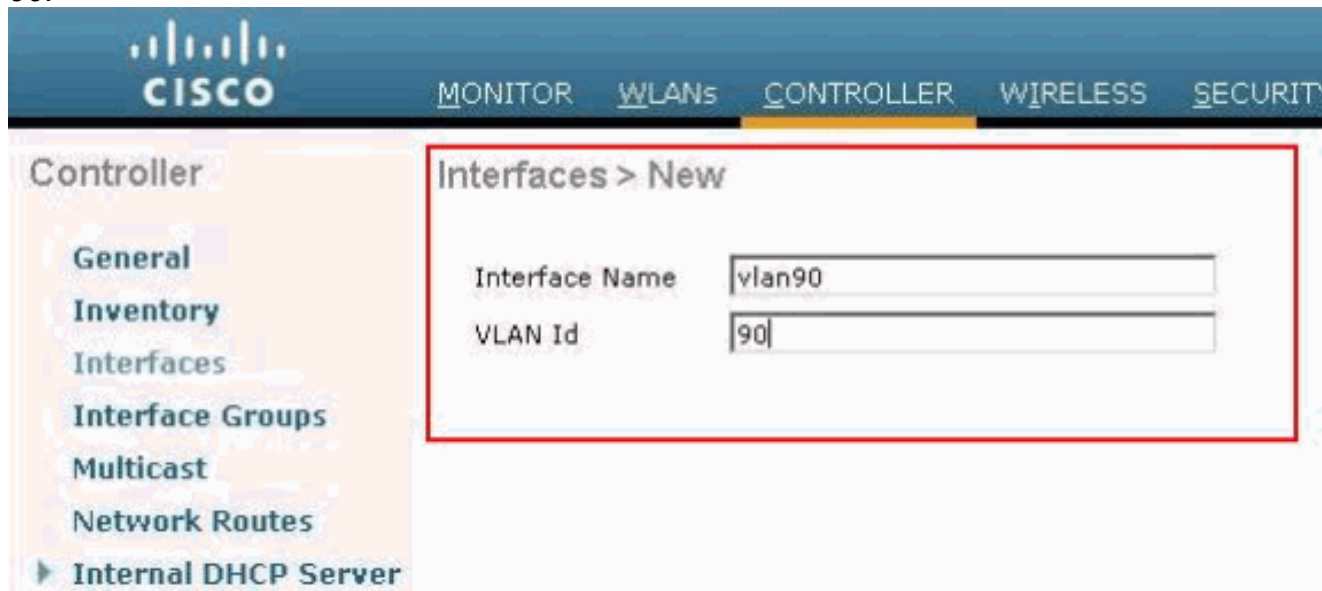 CISCO
MONITOR WLANs CONTROLLER WIRELESS SECURITY
Controller
General
Inventory
Interfaces
Interface Groups
Multicast
Network Routes
Internal DHCP Server
Interfaces > New
Interface Name vlan90
VLAN Id 90